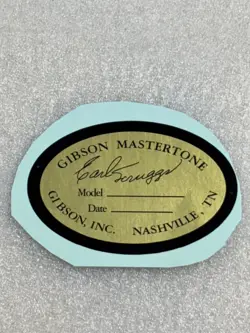 GIBSON MASTERTONE
Earl Scruggs
Model
Date
GIBSON, INC. NASHVILLE, TN